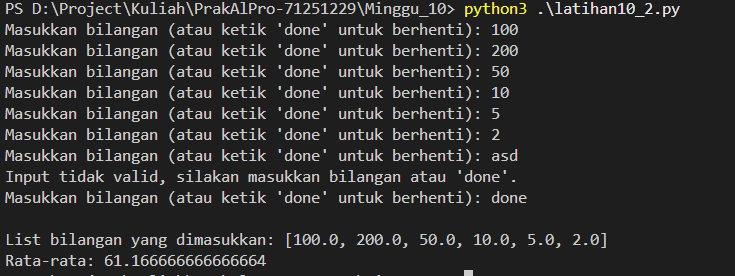 PS D:\Project\Kuliah\PrakAlPro-71251229\Minggu_10> python3 .\latihan10_2.py
Masukkan bilangan (atau ketik 'done' untuk berhenti): 100
Masukkan bilangan (atau ketik 'done' untuk berhenti): 200
Masukkan bilangan (atau ketik 'done' untuk berhenti): 50
Masukkan bilangan (atau ketik 'done' untuk berhenti): 10
Masukkan bilangan (atau ketik 'done' untuk berhenti): 5
Masukkan bilangan (atau ketik 'done' untuk berhenti): 2
Masukkan bilangan (atau ketik 'done' untuk berhenti): asd
Input tidak valid, silakan masukkan bilangan atau 'done'.
Masukkan bilangan (atau ketik 'done' untuk berhenti): done
List bilangan yang dimasukkan: [100.0, 200.0, 50.0, 10.0, 5.0, 2.0]
Rata-rata: 61.166666666666664